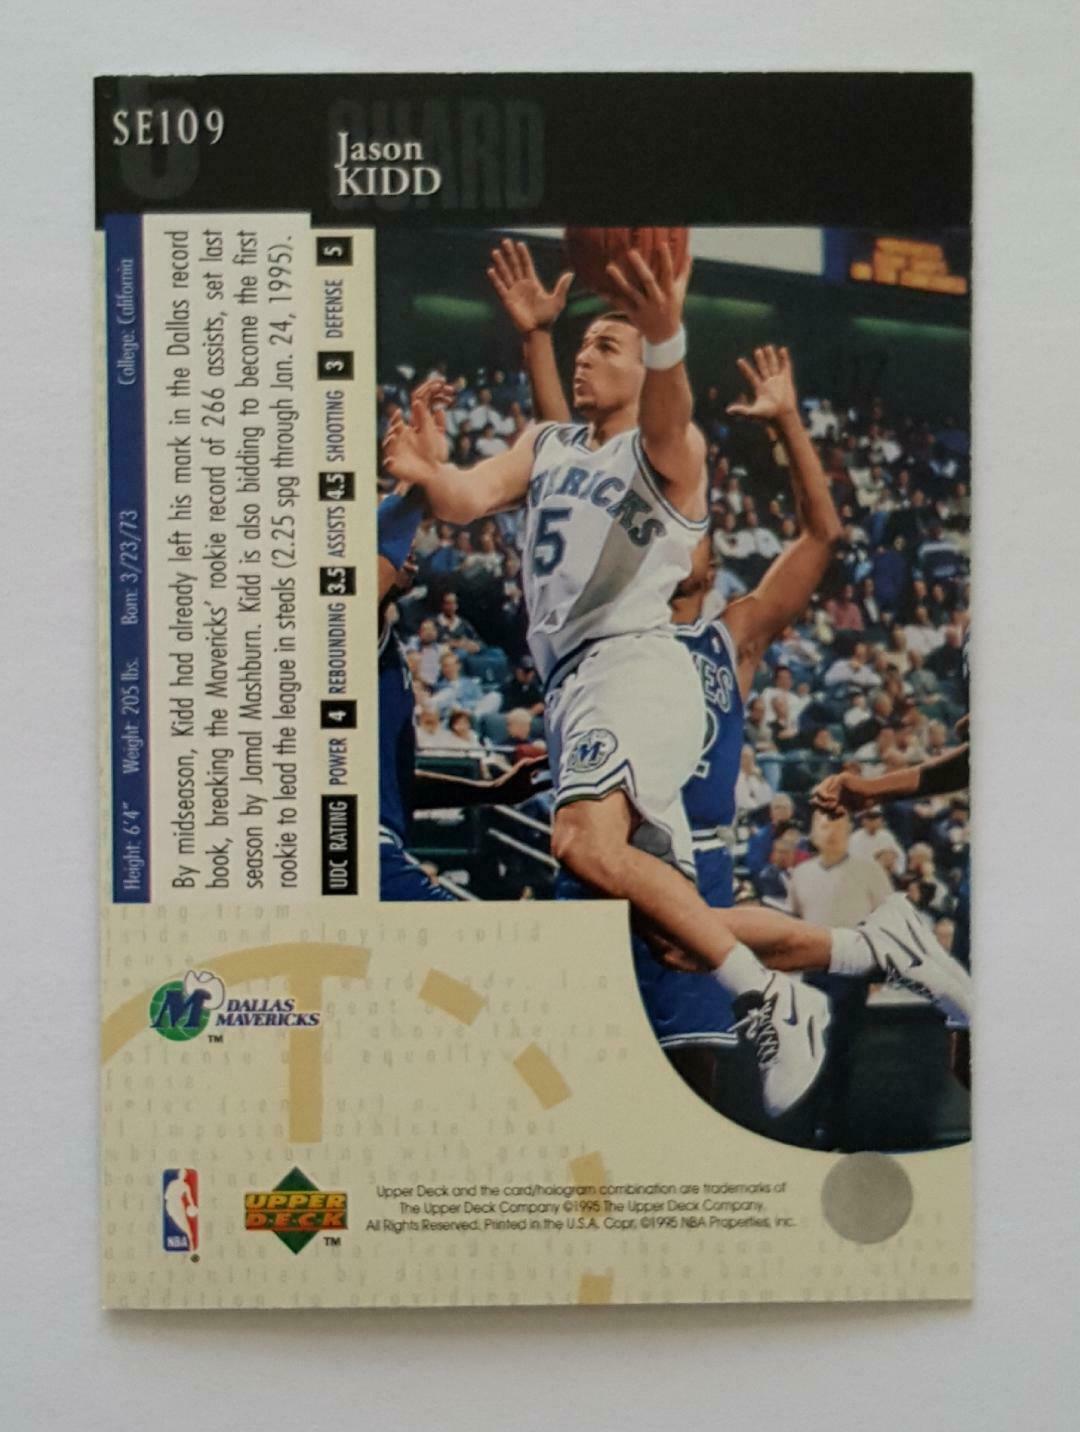 SE109
GUARD
Jason
KIDD
Height: 6'4" Weight: 205 lbs. Born: 3/23/73 College: California
By midseason, Kidd had already left his mark in the Dallas record
book, breaking the Mavericks' rookie record of 266 assists, set last
season by Jamal Mashburn. Kidd is also bidding to become the first
rookie to lead the league in steals (2.25 spg through Jan. 24, 1995).
UDC RATING POWER 4 REBOUNDING 3.5 ASSISTS 4.5 SHOOTING 3 DEFENSE 5
5
M
M
DALLAS
MAVERICKS
TM
NBA
®
UPPER
DECK
TM
Upper Deck and the card/hologram combination are trademarks of
The Upper Deck Company ©1995 The Upper Deck Company.
All Rights Reserved. Printed in the U.S.A. Copr. ©1995 NBA Properties, Inc.